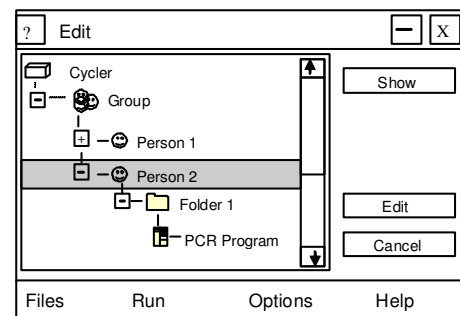 ? Edit X
Cycler
Show
Group
Person 1
Person 2
Folder 1
Edit
PCR Program
Cancel
Files Run Options Help